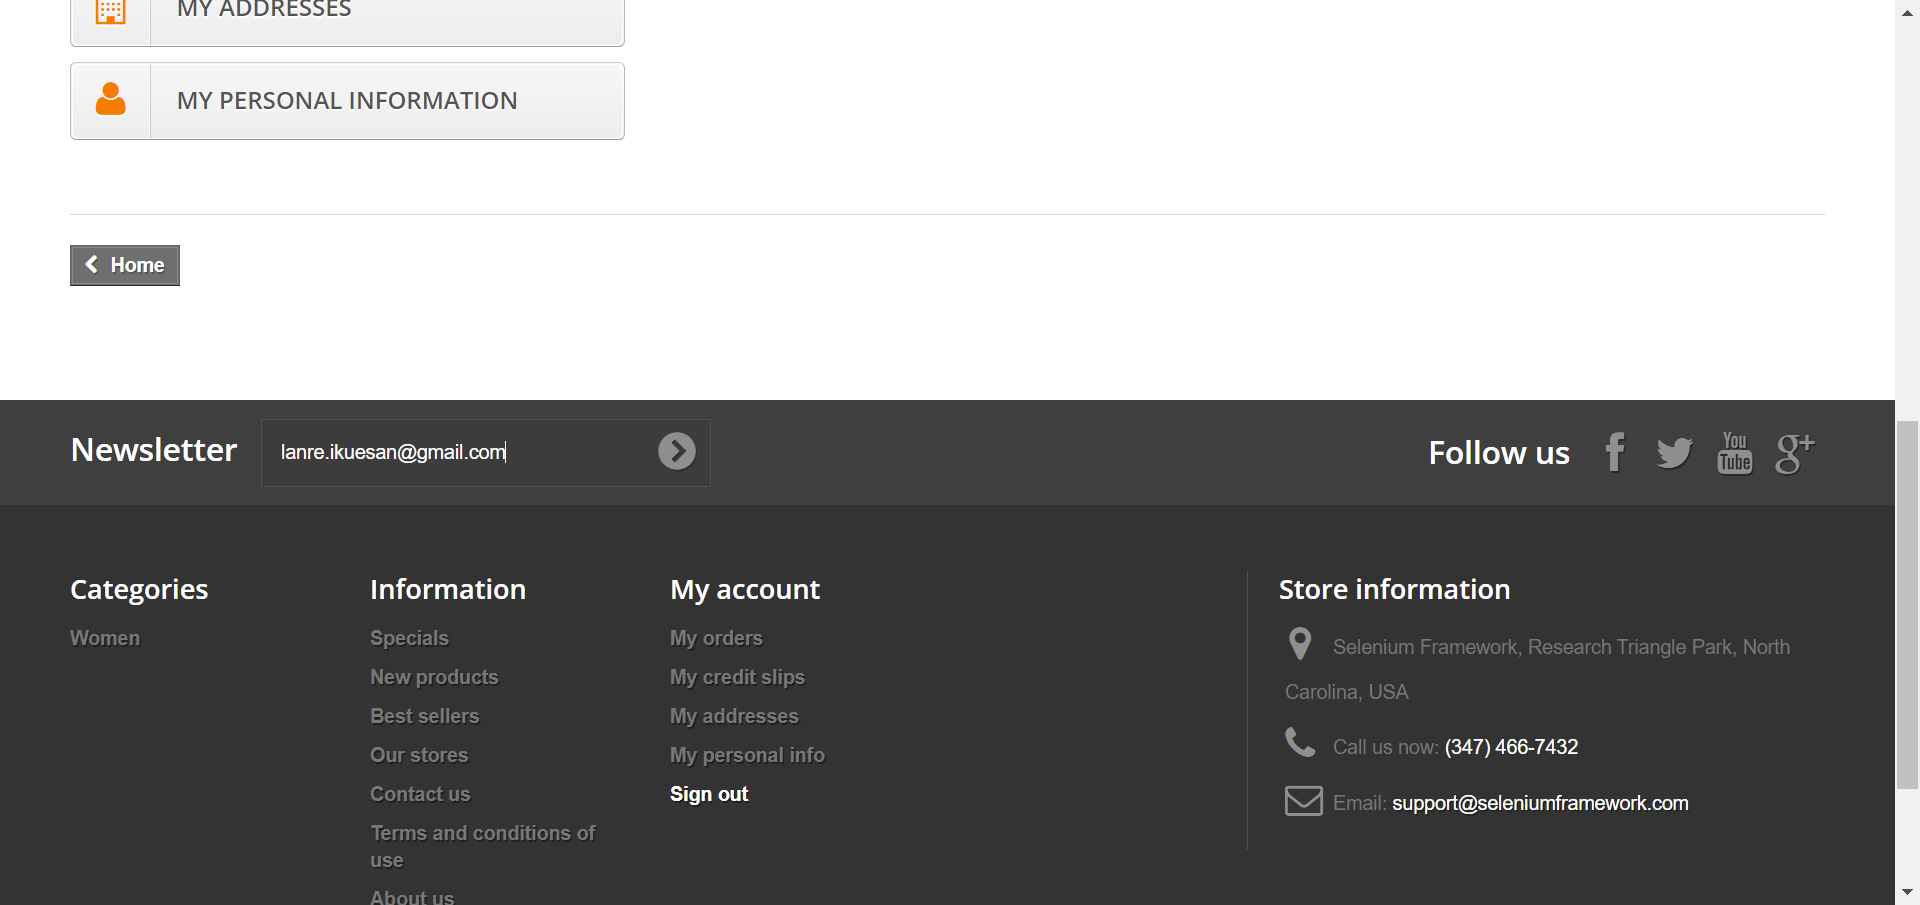 MY ADDRESSES
MY PERSONAL INFORMATION
Home
Newsletter
lanre.ikuesan@gmail.com
Follow us
You
Tube
g+
Categories
Women
Information
Specials
New products
Best sellers
Our stores
Contact us
Terms and conditions of
use
About us
My account
My orders
My credit slips
My addresses
My personal info
Sign out
Store information
Selenium Framework, Research Triangle Park, North
Carolina, USA
Call us now: (347) 466-7432
Email: support@seleniumframework.com